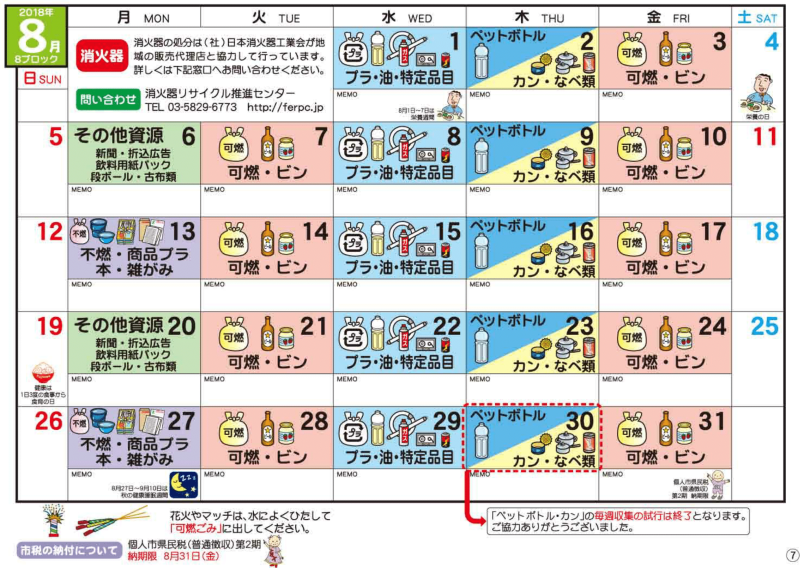 2018年
8月
8ブロック
月 MON
火 TUE
水 WED
木 THU
金 FRI
土 SAT
日 SUN
消火器
消火器の処分は(社)日本消火器工業会が地
域の販売代理店と協力して行っています。
詳しくは下記窓口へお問い合わせください。
問い合わせ
消火器リサイクル推進センター
TEL 03-5829-6773 http://ferpc.jp
1
プラ
プラ・油・特定品目
MEMO
8月1日~7日は
栄養週間
ペットボトル
2
カン・なべ類
MEMO
可燃
3
可燃・ビン
MEMO
4
栄養の日
5
その他資源 6
新聞・折込広告
飲料用紙パック
段ボール・古布類
MEMO
可燃
7
可燃・ビン
MEMO
プラ
8
プラ・油・特定品目
MEMO
ペットボトル
9
カン・なべ類
MEMO
可燃
10
可燃・ビン
MEMO
11
12
不燃
13
不燃・商品プラ
本・雑がみ
MEMO
可燃
14
可燃・ビン
MEMO
プラ
15
プラ・油・特定品目
MEMO
ペットボトル
16
カン・なべ類
MEMO
可燃
17
可燃・ビン
MEMO
18
19
健康は
1日3度の食事から
食育の日
その他資源 20
新聞・折込広告
飲料用紙パック
段ボール・古布類
MEMO
可燃
21
可燃・ビン
MEMO
プラ
22
プラ・油・特定品目
MEMO
ペットボトル
23
カン・なべ類
MEMO
可燃
24
可燃・ビン
MEMO
25
26
不燃
27
不燃・商品プラ
本・雑がみ
MEMO
8月27日~9月10日は
秋の健康睡眠週間
可燃
28
可燃・ビン
MEMO
プラ
29
プラ・油・特定品目
MEMO
ペットボトル
30
カン・なべ類
MEMO
可燃
31
可燃・ビン
MEMO
個人市県民税
(普通徴収)
第2期 納期限
花火やマッチは、水によくひたして
「可燃ごみ」に出してください。
市税の納付について
個人市県民税(普通徴収)第2期
納期限 8月31日(金)
「ペットボトル・カン」の毎週収集の試行は終了となります。
ご協力ありがとうございました。
⑦